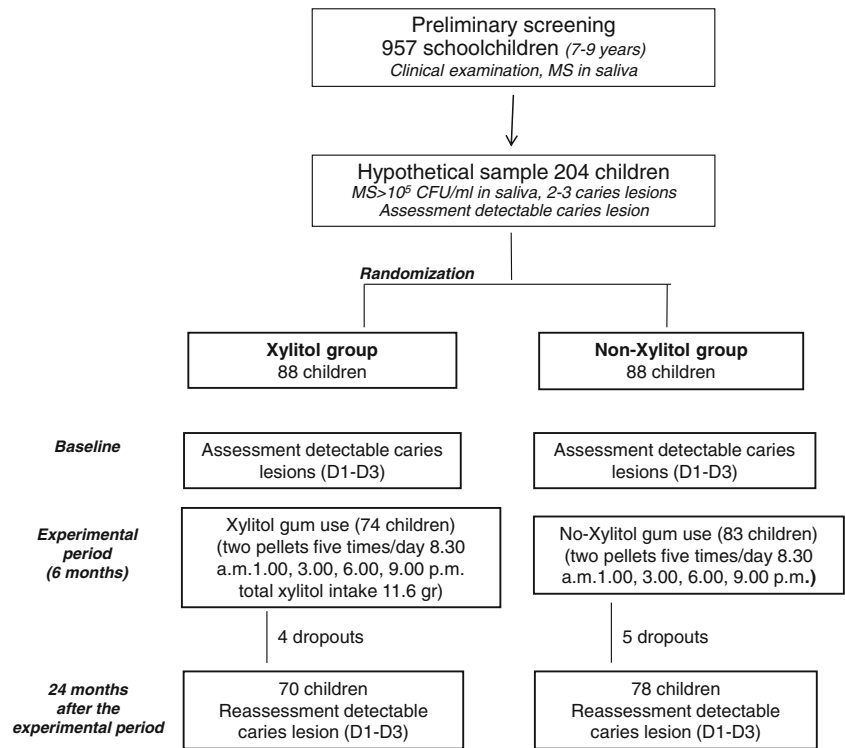 Preliminary screening
957 schoolchildren (7-9 years)
Clinical examination, MS in saliva
Hypothetical sample 204 children
MS>10⁵ CFU/ml in saliva, 2-3 caries lesions
Assessment detectable caries lesion
Randomization
Xylitol group
88 children
Non-Xylitol group
88 children
Baseline
Assessment detectable caries
lesions (D1-D3)
Assessment detectable caries
lesions (D1-D3)
Experimental
period
(6 months)
Xylitol gum use (74 children)
(two pellets five times/day 8.30
a.m.1.00, 3.00, 6.00, 9.00 p.m.
total xylitol intake 11.6 gr)
No-Xylitol gum use (83 children)
(two pellets five times/day 8.30
a.m.1.00, 3.00, 6.00, 9.00 p.m.)
4 dropouts
5 dropouts
24 months
after the
experimental period
70 children
Reassessment detectable
caries lesion (D1-D3)
78 children
Reassessment detectable
caries lesion (D1-D3)